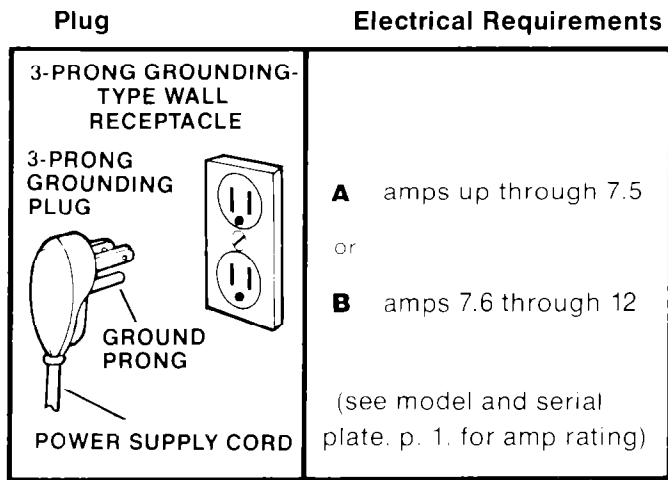 Plug
Electrical Requirements
3-PRONG GROUNDING-
TYPE WALL
RECEPTACLE
3-PRONG
GROUNDING
PLUG
GROUND
PRONG
POWER SUPPLY CORD
A amps up through 7.5
or
B amps 7.6 through 12
(see model and serial
plate. p. 1. for amp rating)